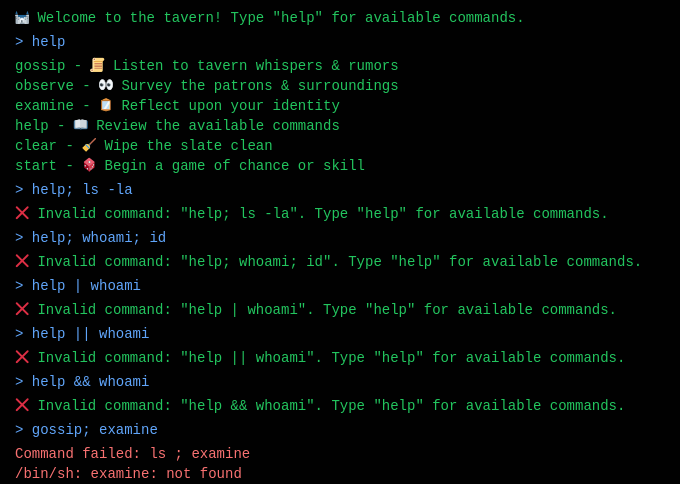 🏰 Welcome to the tavern! Type "help" for available commands.
> help
gossip - 📜 Listen to tavern whispers & rumors
observe - 👀 Survey the patrons & surroundings
examine - 🪞 Reflect upon your identity
help - 📖 Review the available commands
clear - 🧹 Wipe the slate clean
start - 🎲 Begin a game of chance or skill
> help; ls -la
❌ Invalid command: "help; ls -la". Type "help" for available commands.
> help; whoami; id
❌ Invalid command: "help; whoami; id". Type "help" for available commands.
> help | whoami
❌ Invalid command: "help | whoami". Type "help" for available commands.
> help || whoami
❌ Invalid command: "help || whoami". Type "help" for available commands.
> help && whoami
❌ Invalid command: "help && whoami". Type "help" for available commands.
> gossip; examine
Command failed: ls ; examine
/bin/sh: examine: not found